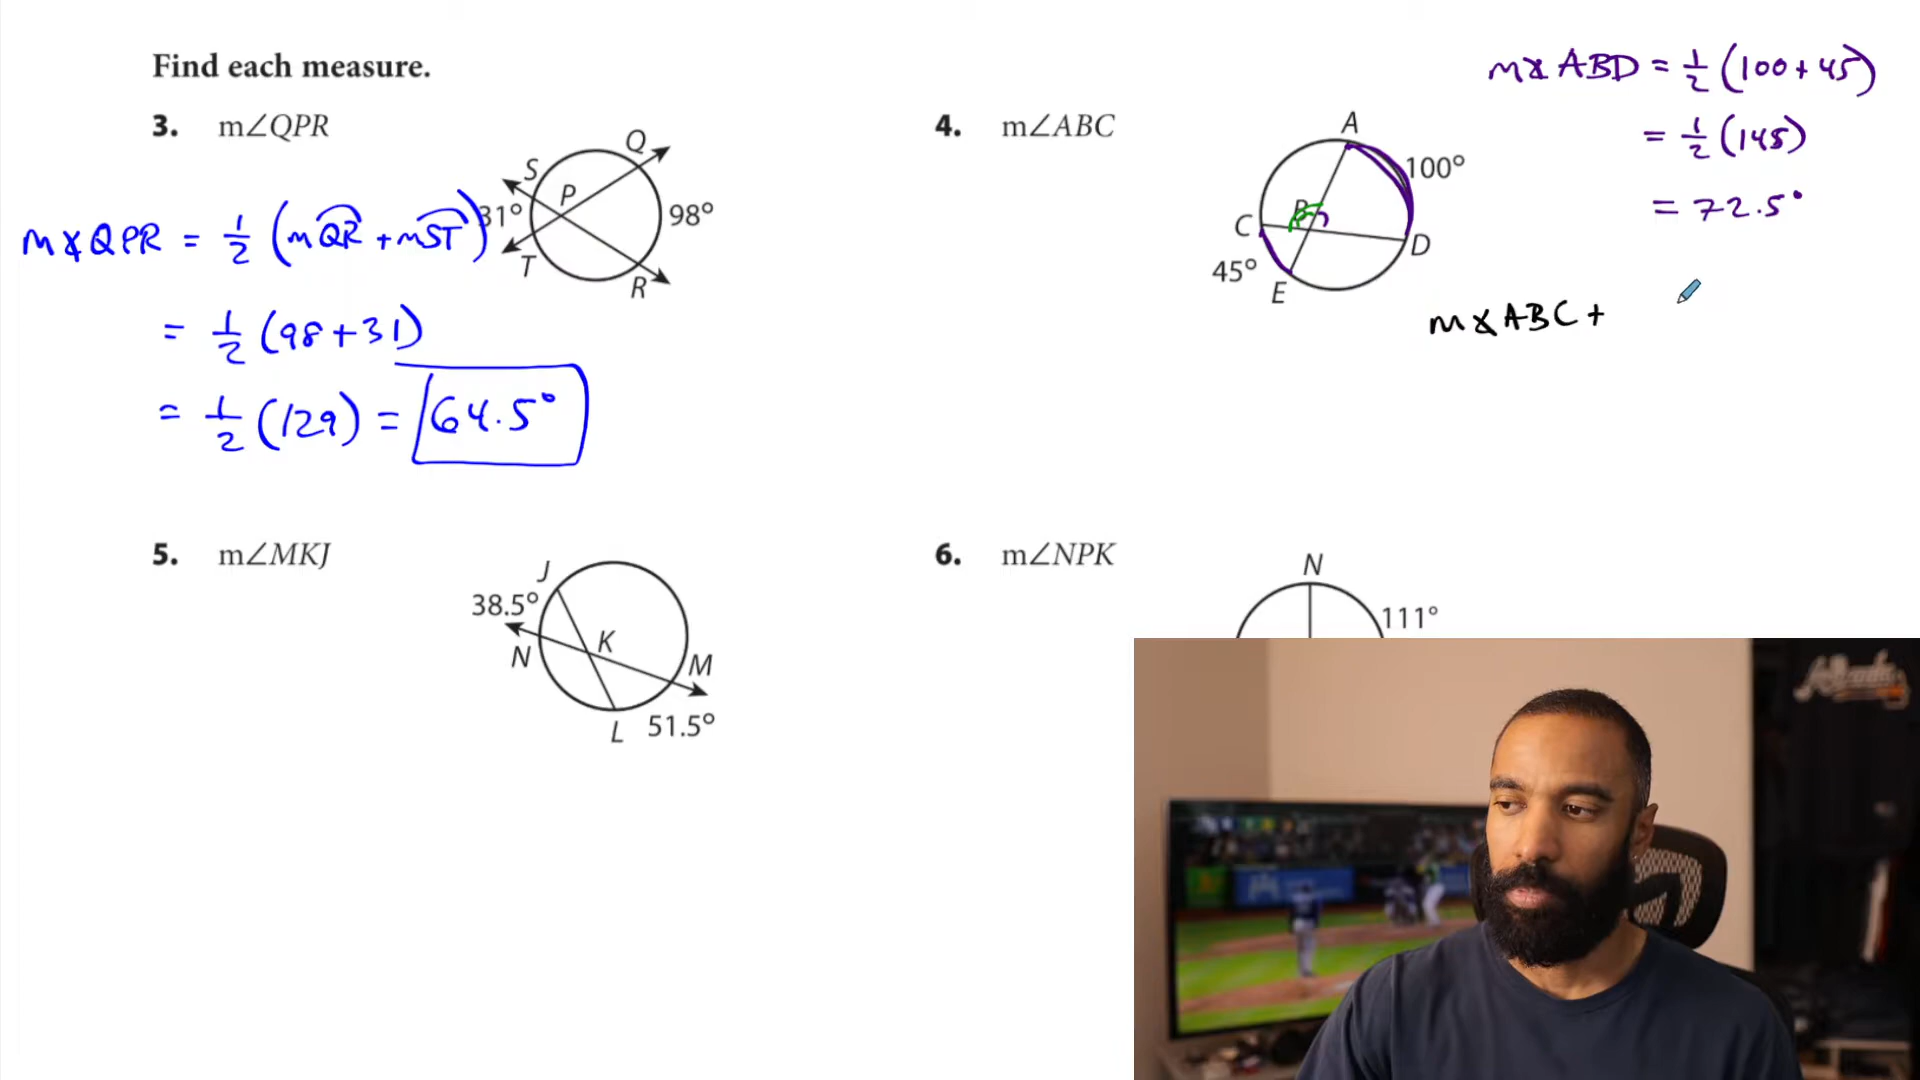 Find each measure.
3. m∠QPR
Q
S
P
31°
98°
T
R
m∡QPR = 1/2 (mQR + mST)
= 1/2 (98+31)
= 1/2 (129) = 64.5°
4. m∠ABC
A
100°
B
C
D
45°
E
m∡ABD = 1/2 (100+45)
= 1/2 (145)
= 72.5°
m∡ABC +
5. m∠MKJ
J
38.5°
K
N
M
L 51.5°
6. m∠NPK
N
111°